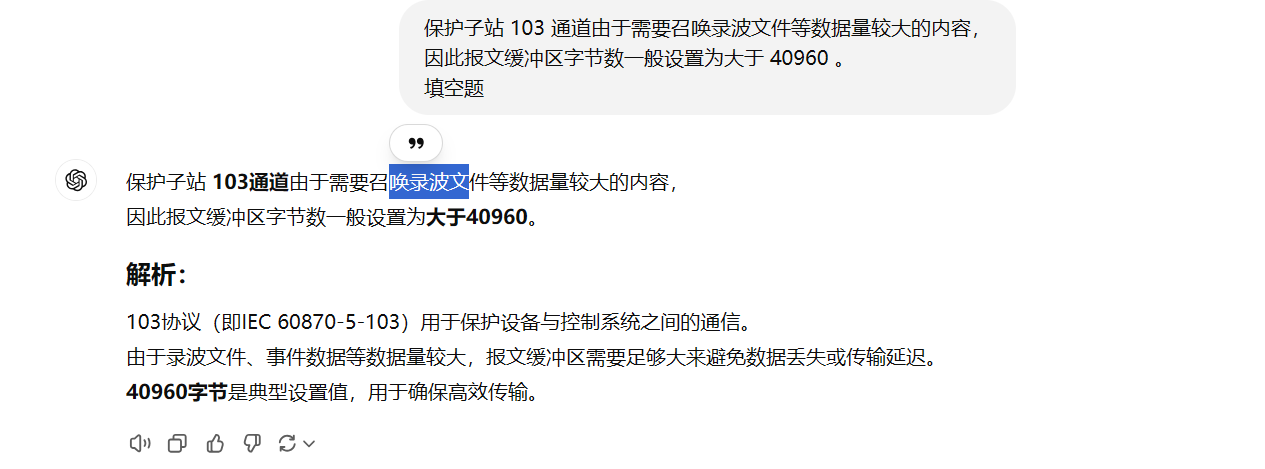 保护子站 103 通道由于需要召唤录波文件等数据量较大的内容，
因此报文缓冲区字节数一般设置为大于 40960 。
填空题
保护子站 103通道由于需要召唤录波文件等数据量较大的内容，
因此报文缓冲区字节数一般设置为大于40960。
解析：
103协议（即IEC 60870-5-103）用于保护设备与控制系统之间的通信。
由于录波文件、事件数据等数据量较大，报文缓冲区需要足够大来避免数据丢失或传输延迟。
40960字节是典型设置值，用于确保高效传输。